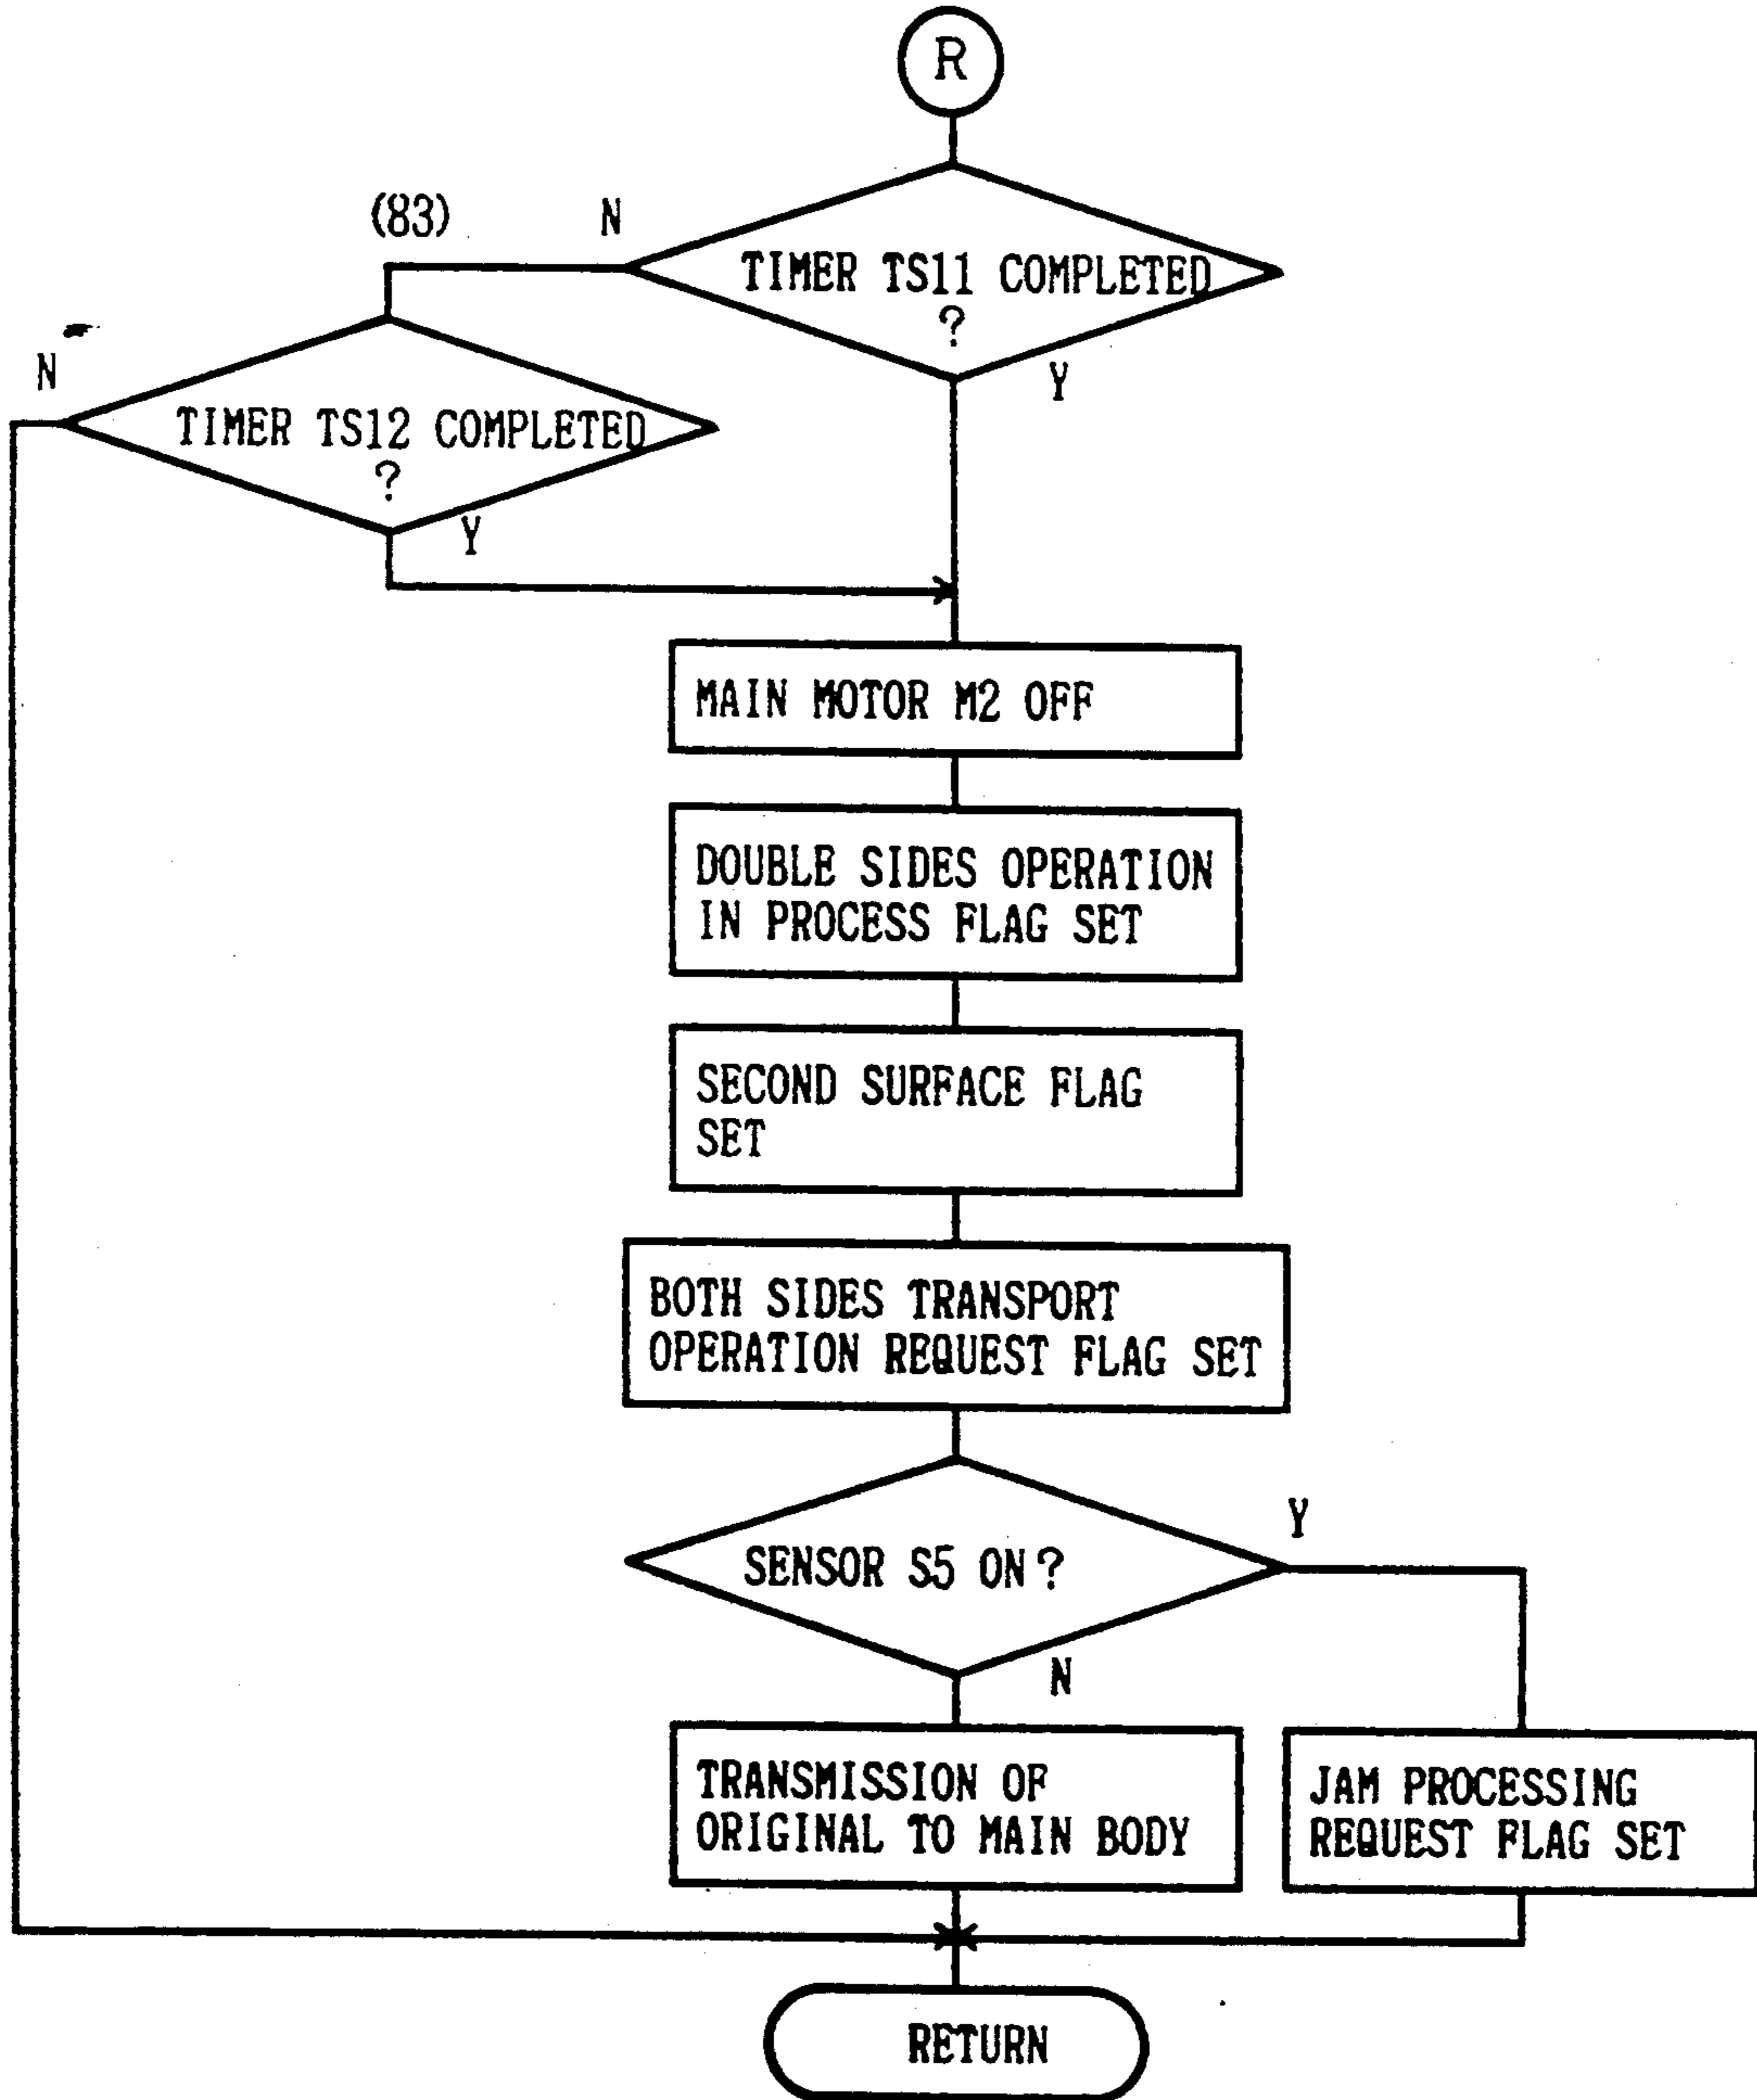 R
(83)
N
TIMER TS11 COMPLETED
?
Y
N
TIMER TS12 COMPLETED
?
Y
MAIN MOTOR M2 OFF
DOUBLE SIDES OPERATION
IN PROCESS FLAG SET
SECOND SURFACE FLAG
SET
BOTH SIDES TRANSPORT
OPERATION REQUEST FLAG SET
SENSOR S5 ON?
Y
N
TRANSMISSION OF
ORIGINAL TO MAIN BODY
JAM PROCESSING
REQUEST FLAG SET
RETURN